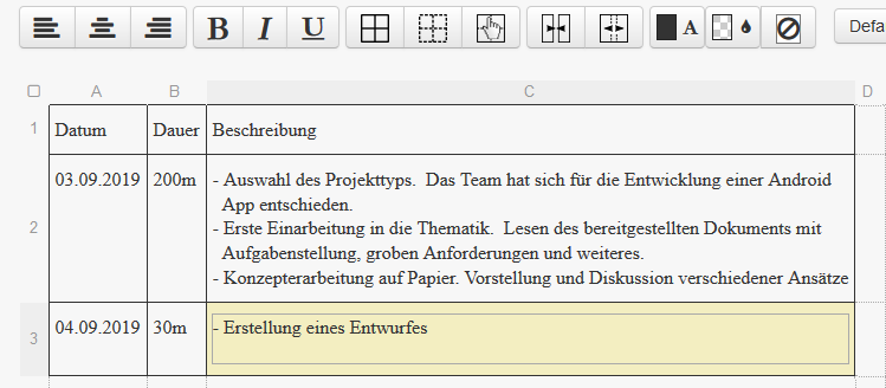 B I U A Defa
A B C D
1 Datum Dauer Beschreibung
03.09.2019 200m - Auswahl des Projekttyps.  Das Team hat sich für die Entwicklung einer Android
App entschieden.
2 - Erste Einarbeitung in die Thematik.  Lesen des bereitgestellten Dokuments mit
Aufgabenstellung, groben Anforderungen und weiteres.
- Konzepterarbeitung auf Papier. Vorstellung und Diskussion verschiedener Ansätze
3 04.09.2019 30m - Erstellung eines Entwurfes